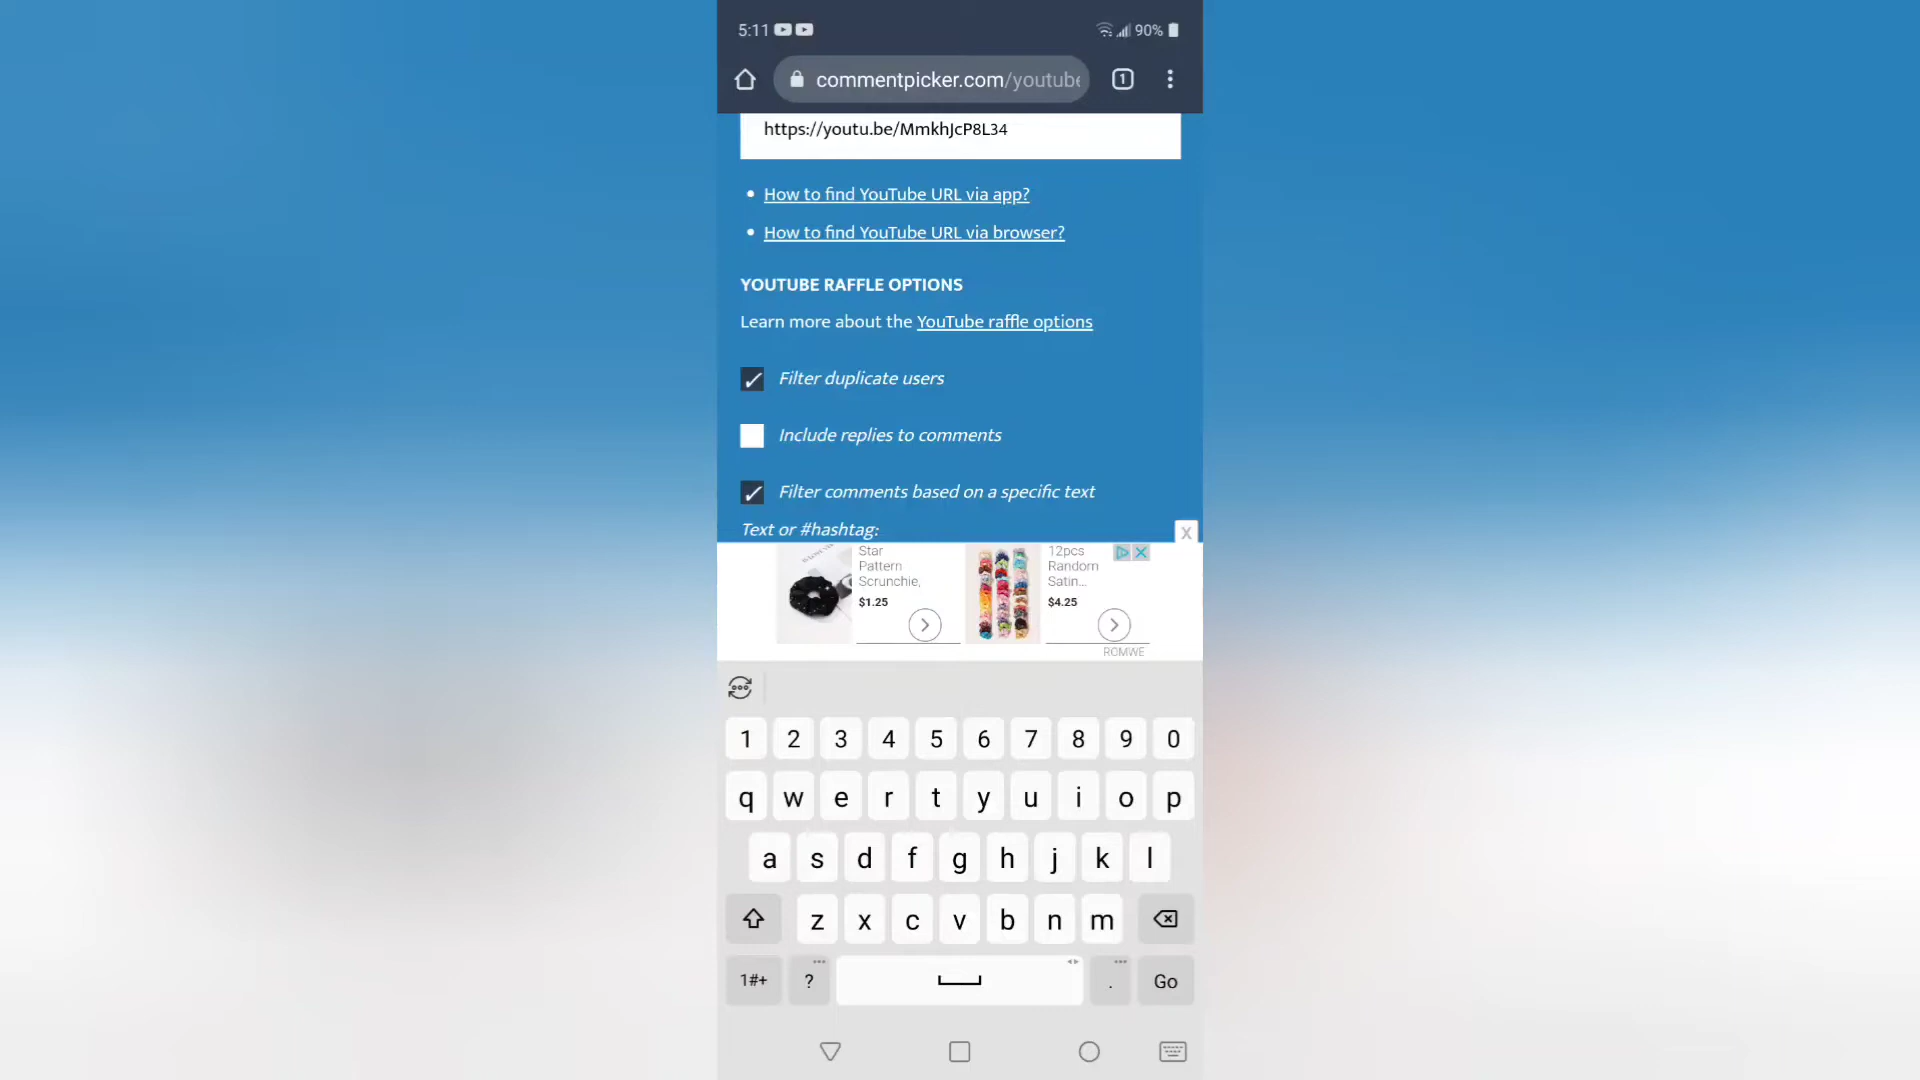 5:11 90%
commentpicker.com/youtube
1
https://youtu.be/MmkhJcP8L34
How to find YouTube URL via app?
How to find YouTube URL via browser?
YOUTUBE RAFFLE OPTIONS
Learn more about the YouTube raffle options
Filter duplicate users
Include replies to comments
Filter comments based on a specific text
Text or #hashtag:
X
Star
Pattern
Scrunchie,
$1.25
12pcs
Random
Satin...
$4.25
ROMWE
1 2 3 4 5 6 7 8 9 0
q w e r t y u i o p
a s d f g h j k l
z x c v b n m
1#+ ? . Go